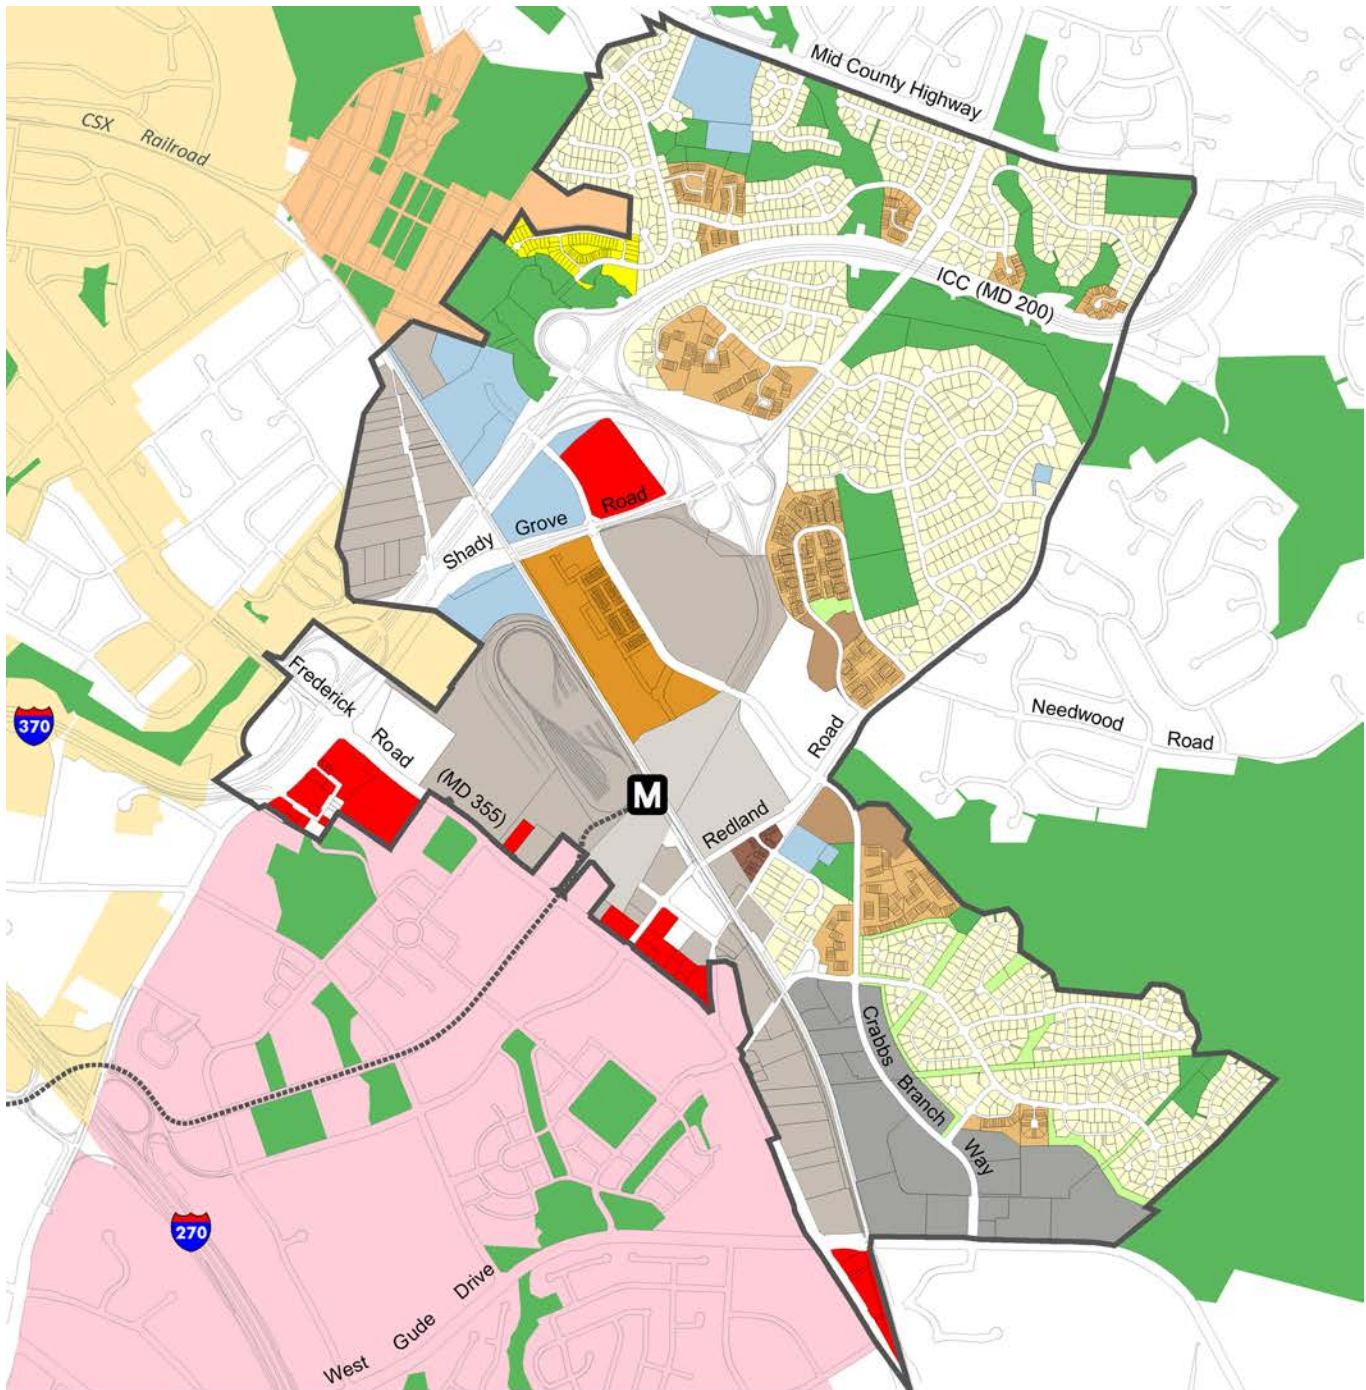 Mid County Highway
CSX Railroad
ICC (MD 200)
Shady Grove Road
Frederick Road
(MD 355)
370
Needwood Road
M
Redland Road
Crabbs Branch Way
270
West Gude Drive